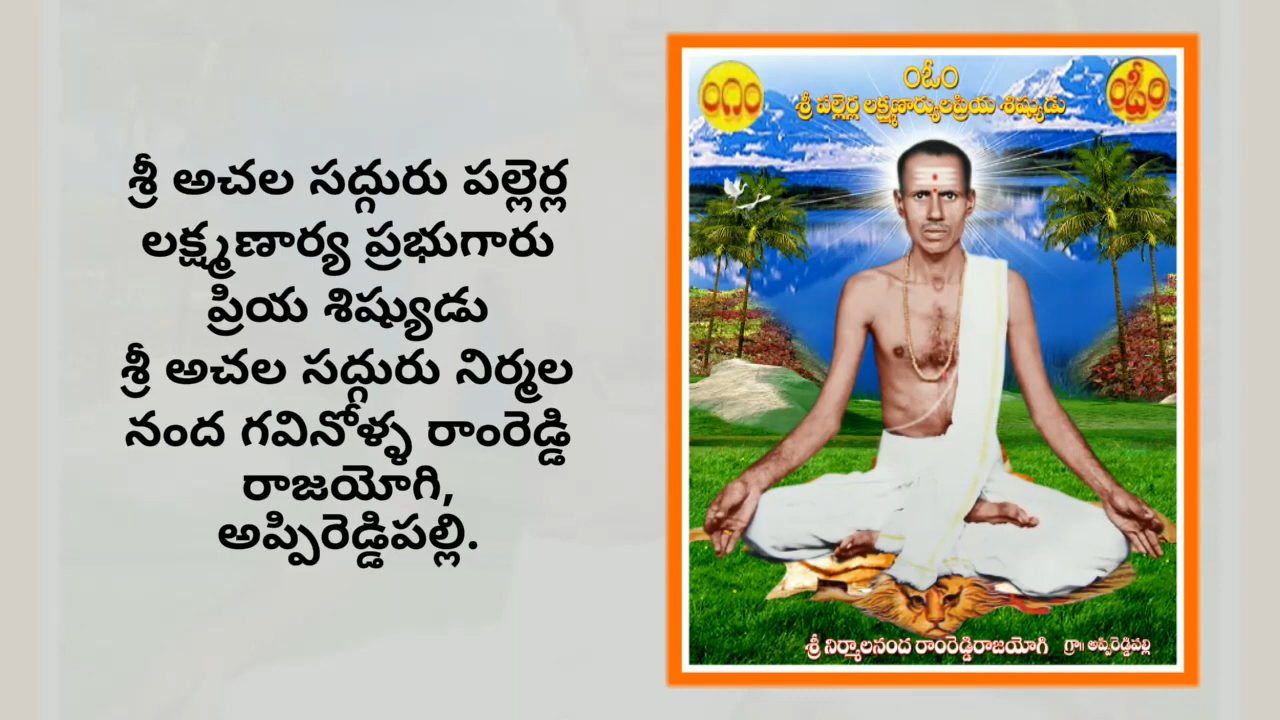 శ్రీ అచల సద్గురు పల్లెర్ల
లక్ష్మణార్య ప్రభుగారు
ప్రియ శిష్యుడు
శ్రీ అచల సద్గురు నిర్మల
నంద గవినోళ్ళ రాంరెడ్డి
రాజయోగి,
అప్పిరెడ్డిపల్లి.
ంఓం
శ్రీ పల్లెర్ల లక్ష్మణార్యులప్రియ శిష్యుడు
శ్రీ నిర్మాలనంద రాంరెడ్డిరాజయోగి గ్రా॥ అప్పిరెడ్డిపల్లి